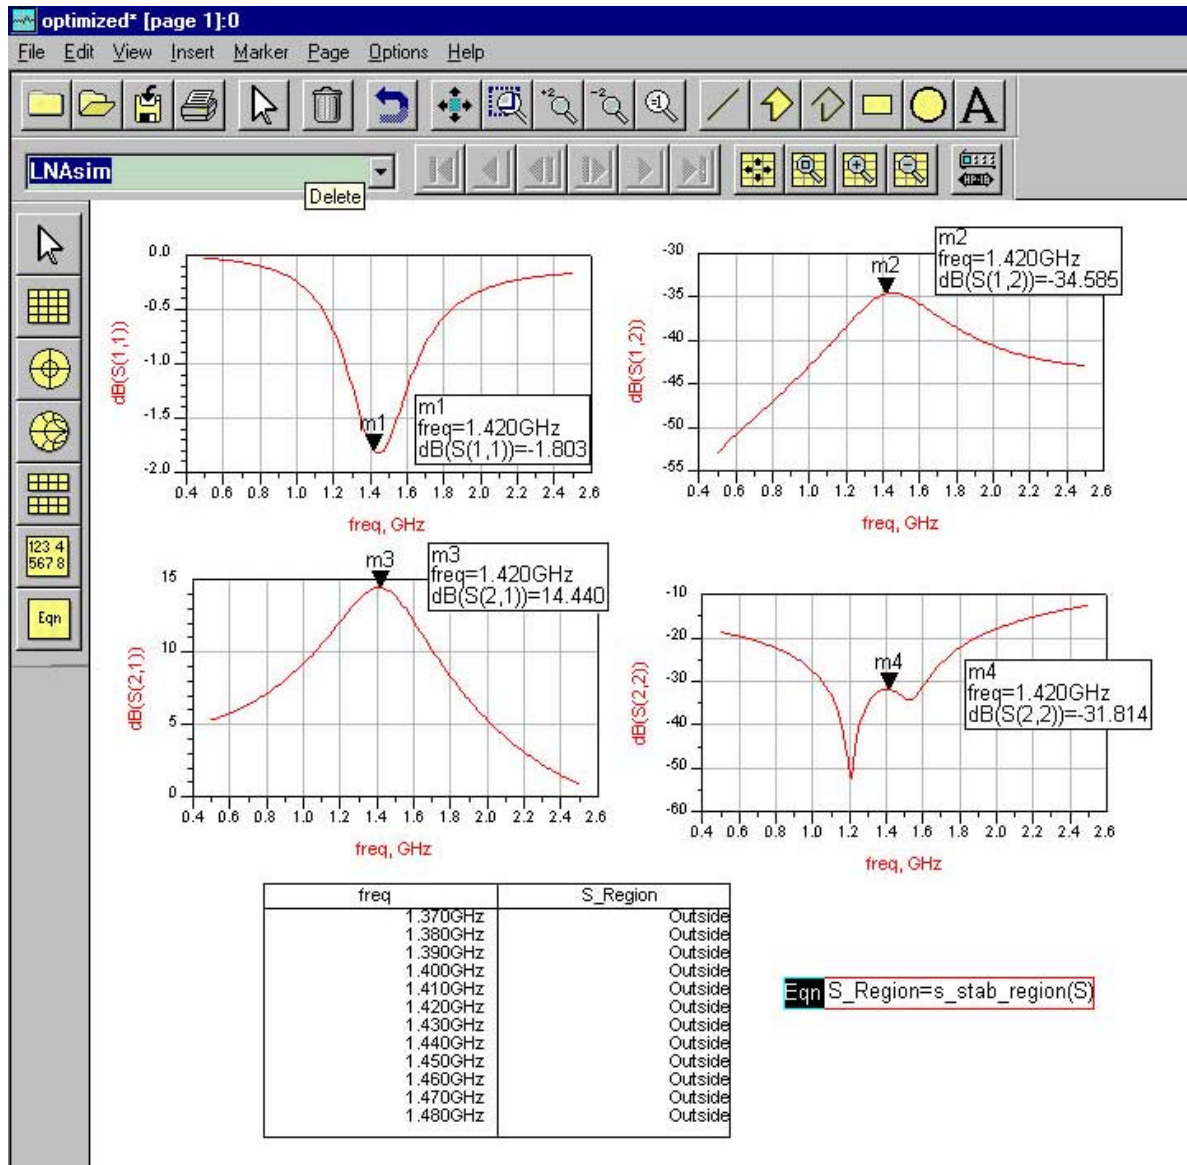 optimized* [page 1]:0
File Edit View Insert Marker Page Options Help
+2 -2 =1 A
LNAsim
HP-IB
Delete
123 4
567 8
Eqn
m1
m1
freq=1.420GHz
dB(S(1,1))=-1.803
0.0
-0.5
-1.0
-1.5
-2.0
dB(S(1,1))
0.4 0.6 0.8 1.0 1.2 1.4 1.6 1.8 2.0 2.2 2.4 2.6
freq, GHz
m2
m2
freq=1.420GHz
dB(S(1,2))=-34.585
-30
-35
-40
-45
-50
-55
dB(S(1,2))
0.4 0.6 0.8 1.0 1.2 1.4 1.6 1.8 2.0 2.2 2.4 2.6
freq, GHz
m3
m3
freq=1.420GHz
dB(S(2,1))=14.440
15
10
5
0
dB(S(2,1))
0.4 0.6 0.8 1.0 1.2 1.4 1.6 1.8 2.0 2.2 2.4 2.6
freq, GHz
m4
m4
freq=1.420GHz
dB(S(2,2))=-31.814
-10
-20
-30
-40
-50
-60
dB(S(2,2))
0.4 0.6 0.8 1.0 1.2 1.4 1.6 1.8 2.0 2.2 2.4 2.6
freq, GHz
freq S_Region
1.370GHz Outside
1.380GHz Outside
1.390GHz Outside
1.400GHz Outside
1.410GHz Outside
1.420GHz Outside
1.430GHz Outside
1.440GHz Outside
1.450GHz Outside
1.460GHz Outside
1.470GHz Outside
1.480GHz Outside
Eqn S_Region=s_stab_region(S)